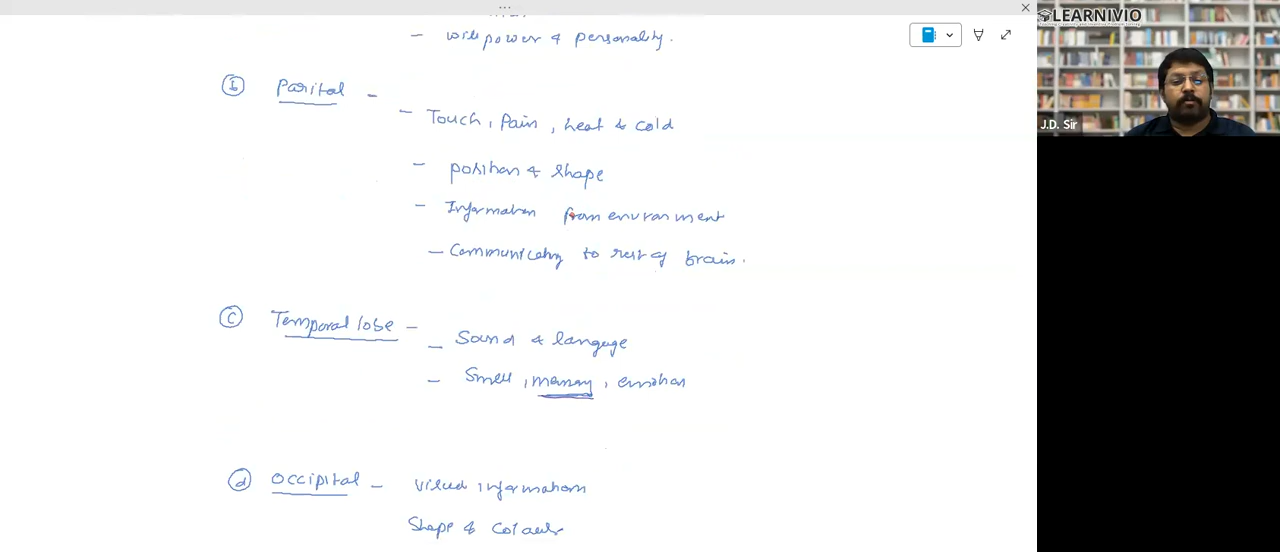 LEARNIVIO
- will power & personality.
J.D. Sir
ⓑ Parital -
- Touch, Pain, heat & cold
- position & shape
- Information from environment
- Communicating to rest of brain.
ⓒ Temporal lobe -
- Sound & language
- Smell, memory, emotion
ⓓ Occipital - Visual information
Shape & Colour